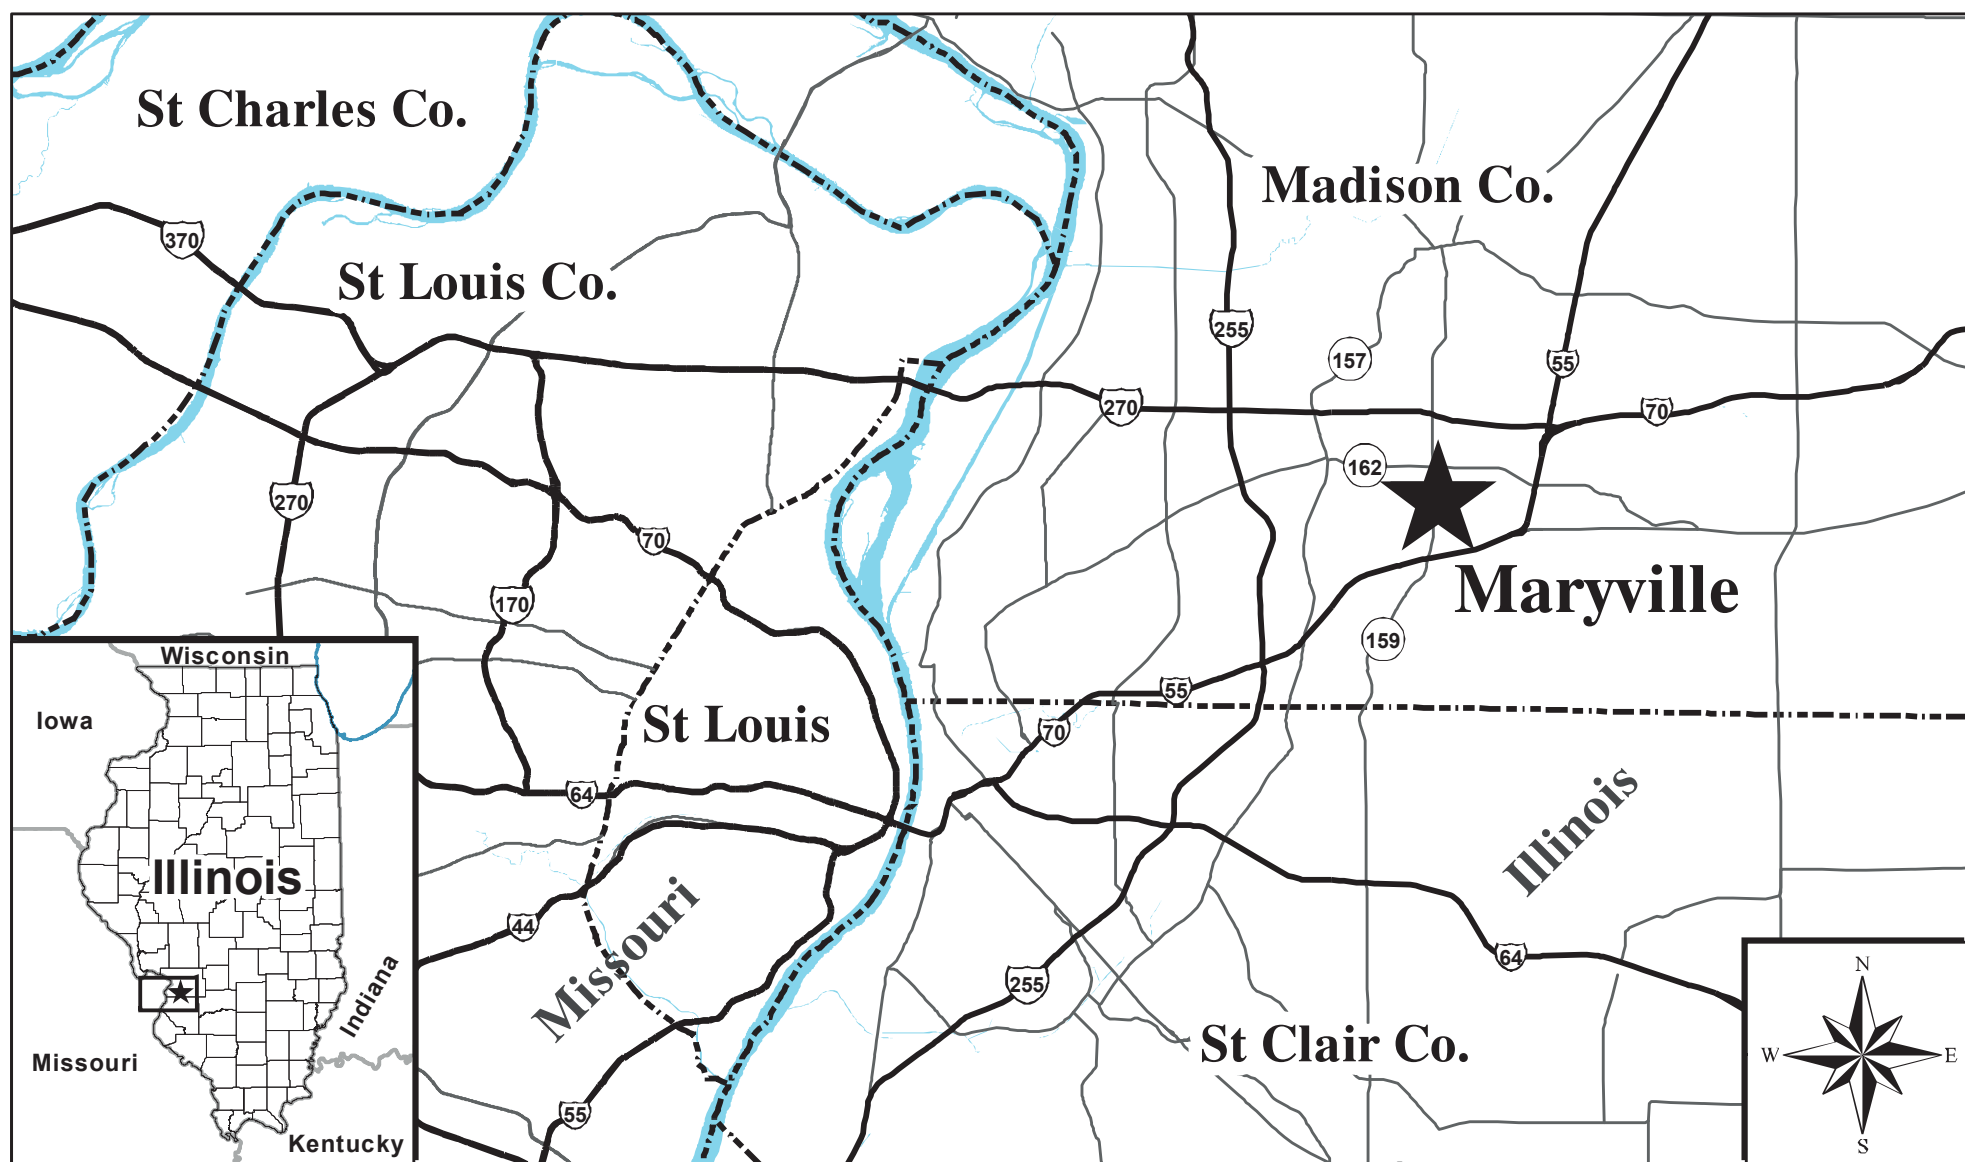 St Charles Co.
Madison Co.
370
St Louis Co.
255
157
55
270
70
162
270
70
Maryville
170
159
Wisconsin
55
Iowa
St Louis
70
64
Illinois
Illinois
Missouri
44
64
Indiana
255
N
W
E
S
St Clair Co.
Missouri
55
Kentucky